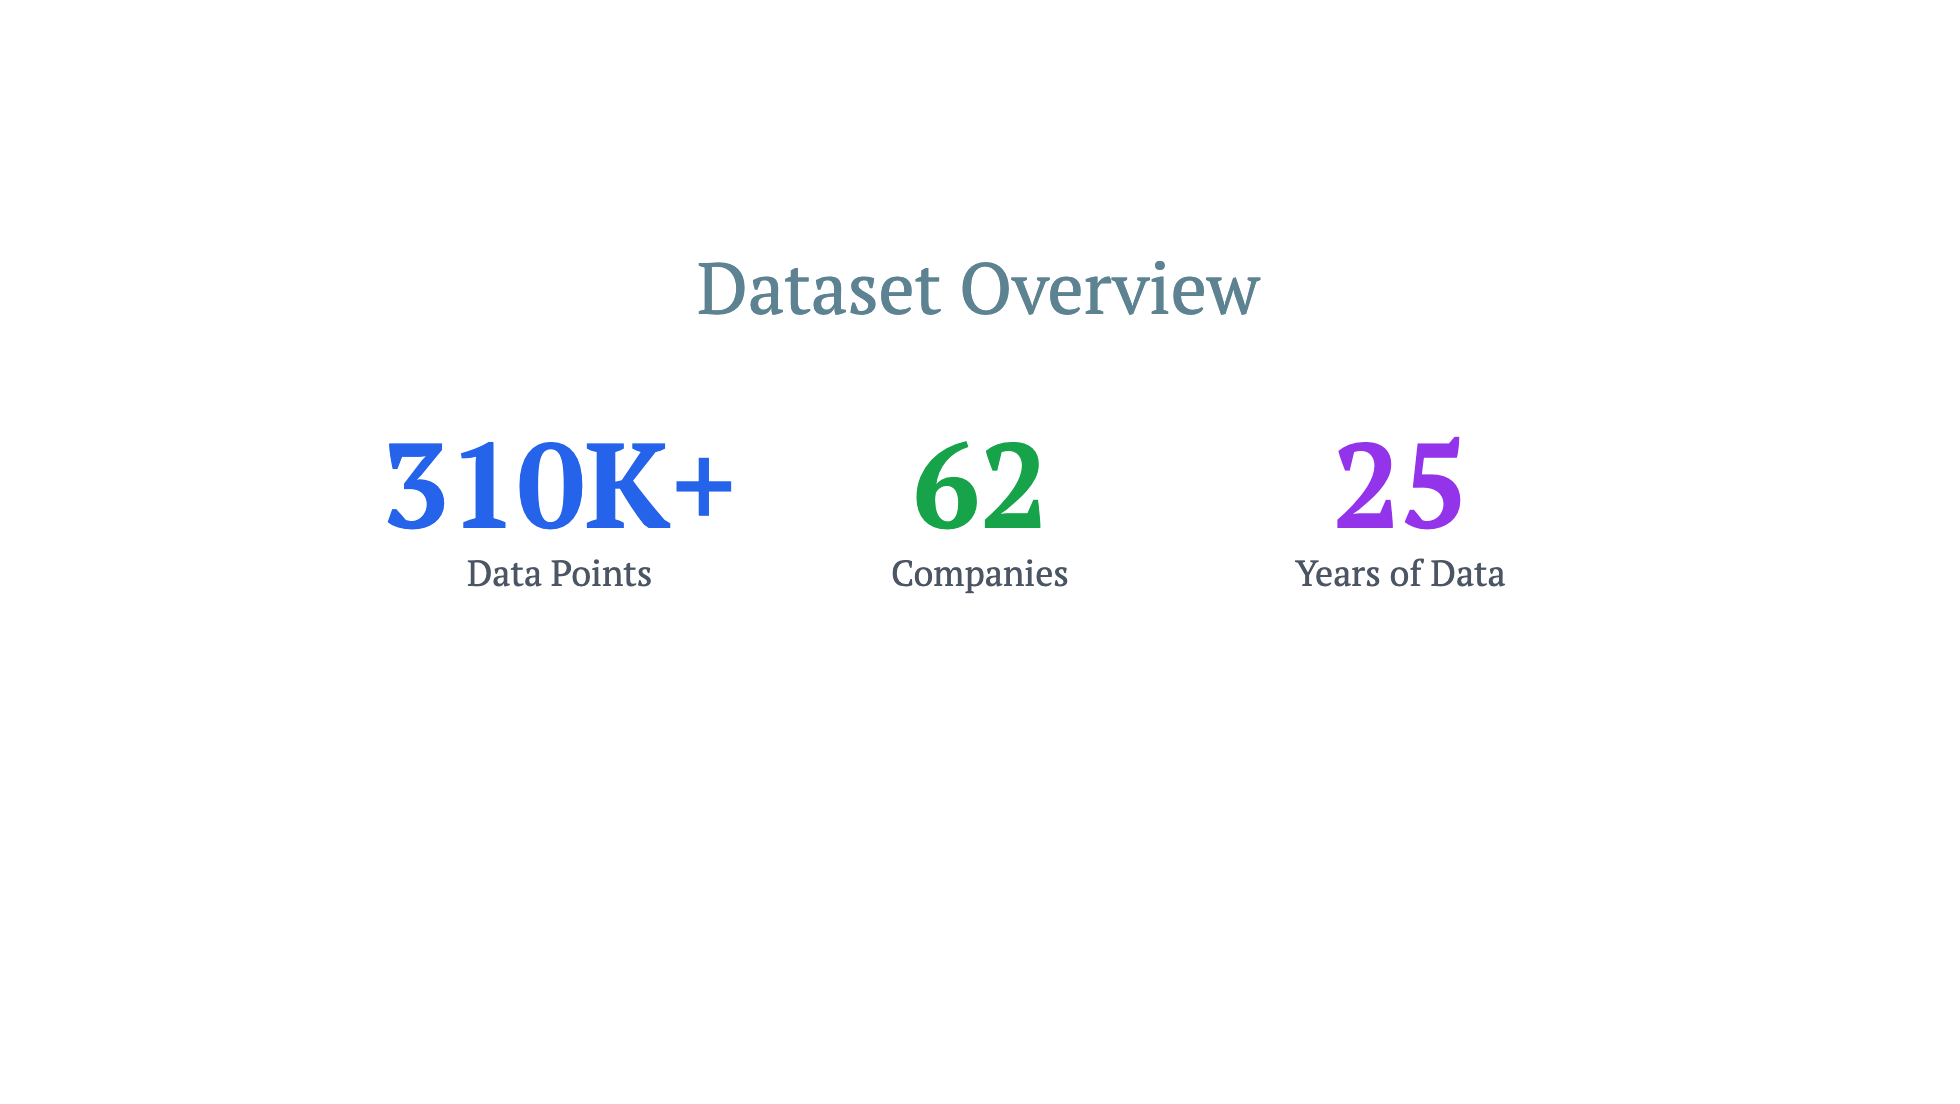 Dataset Overview
310K+
Data Points
62
Companies
25
Years of Data